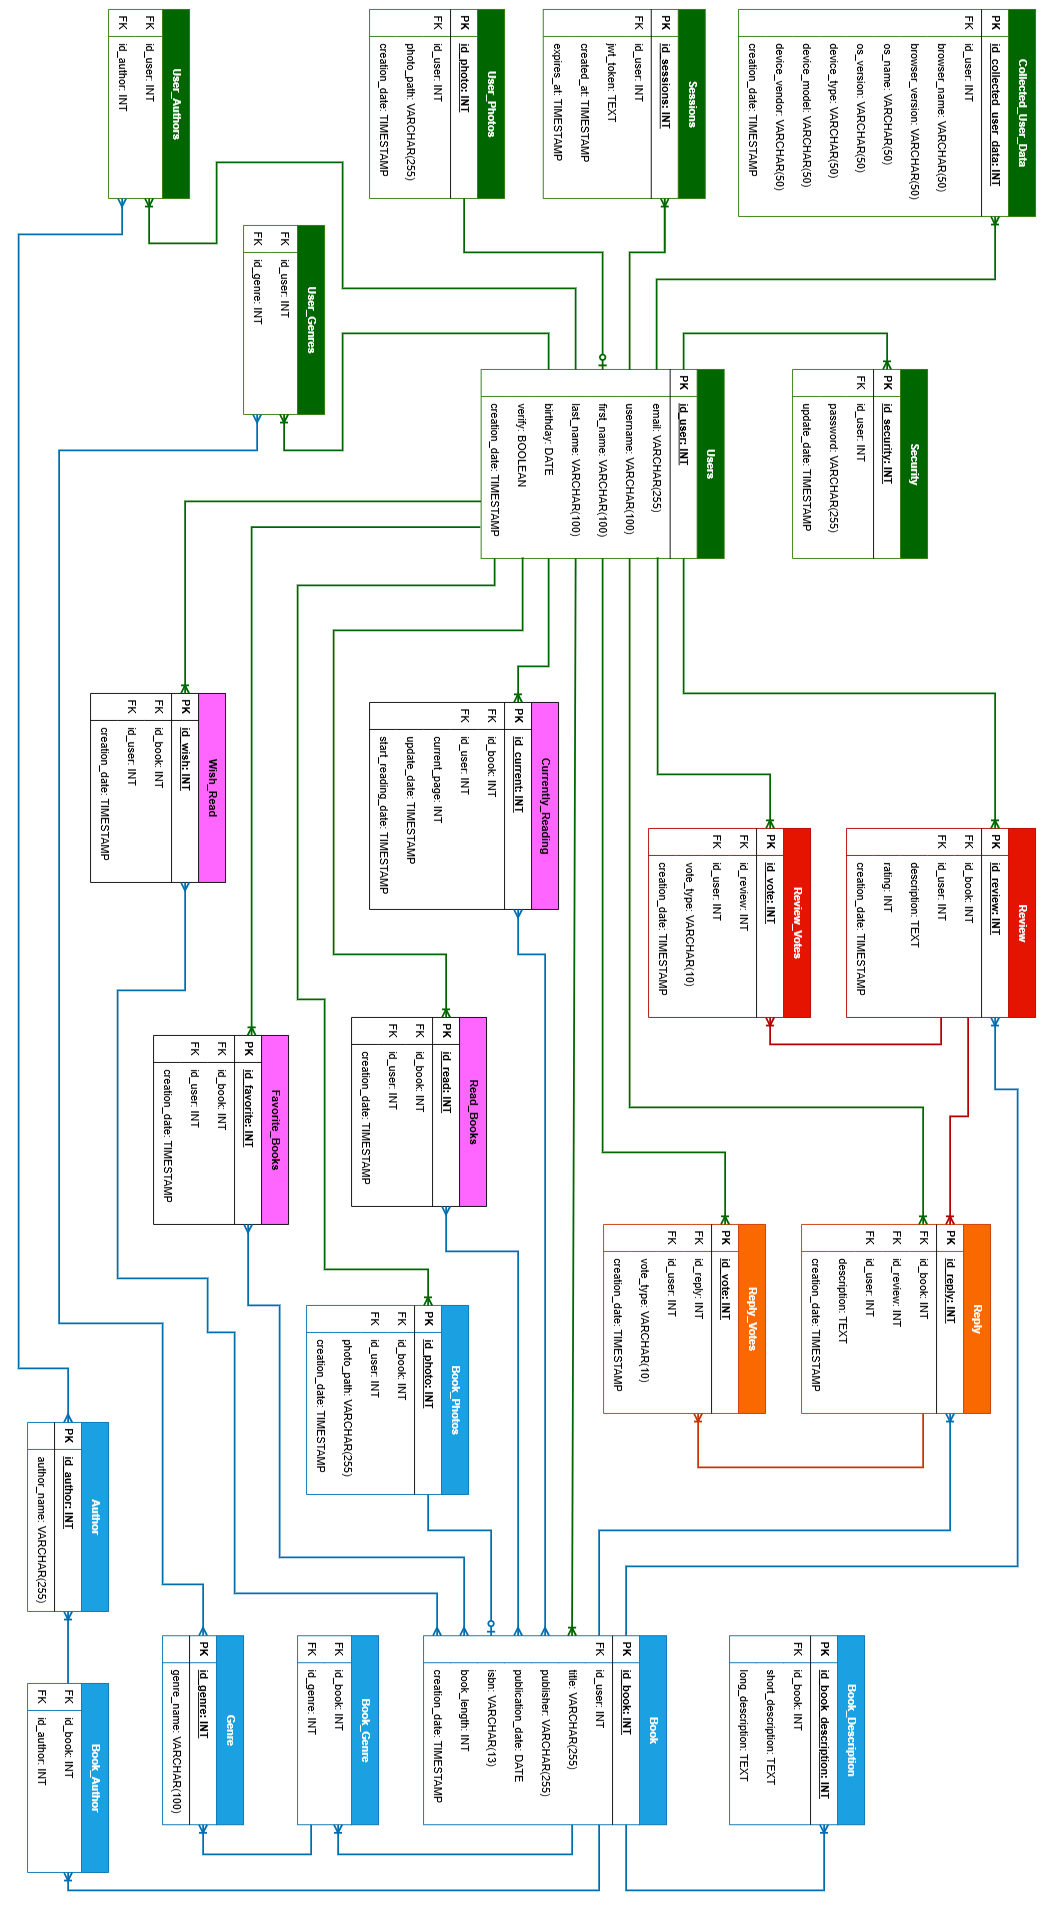 Collected_User_Data
PK id_collected_user_data: INT
FK id_user: INT
browser_name: VARCHAR(50)
browser_version: VARCHAR(50)
os_name: VARCHAR(50)
os_version: VARCHAR(50)
device_type: VARCHAR(50)
device_model: VARCHAR(50)
device_vendor: VARCHAR(50)
creation_date: TIMESTAMP
Sessions
PK id_sessions: INT
FK id_user: INT
jwt_token: TEXT
created_at: TIMESTAMP
expires_at: TIMESTAMP
User_Photos
PK id_photo: INT
FK id_user: INT
photo_path: VARCHAR(255)
creation_date: TIMESTAMP
User_Authors
FK id_user: INT
FK id_author: INT
User_Genres
FK id_user: INT
FK id_genre: INT
Security
PK id_security: INT
FK id_user: INT
password: VARCHAR(255)
update_date: TIMESTAMP
Users
PK id_user: INT
email: VARCHAR(255)
username: VARCHAR(100)
first_name: VARCHAR(100)
last_name: VARCHAR(100)
birthday: DATE
verify: BOOLEAN
creation_date: TIMESTAMP
Review
PK id_review: INT
FK id_book: INT
FK id_user: INT
description: TEXT
rating: INT
creation_date: TIMESTAMP
Review_Votes
PK id_vote: INT
FK id_review: INT
FK id_user: INT
vote_type: VARCHAR(10)
creation_date: TIMESTAMP
Currently_Reading
PK id_current: INT
FK id_book: INT
FK id_user: INT
current_page: INT
update_date: TIMESTAMP
start_reading_date: TIMESTAMP
Wish_Read
PK id_wish: INT
FK id_book: INT
FK id_user: INT
creation_date: TIMESTAMP
Read_Books
PK id_read: INT
FK id_book: INT
FK id_user: INT
creation_date: TIMESTAMP
Favorite_Books
PK id_favorite: INT
FK id_book: INT
FK id_user: INT
creation_date: TIMESTAMP
Reply
PK id_reply: INT
FK id_book: INT
FK id_review: INT
FK id_user: INT
description: TEXT
creation_date: TIMESTAMP
Reply_Votes
PK id_vote: INT
FK id_reply: INT
FK id_user: INT
vote_type: VARCHAR(10)
creation_date: TIMESTAMP
Book_Photos
PK id_photo: INT
FK id_book: INT
FK id_user: INT
photo_path: VARCHAR(255)
creation_date: TIMESTAMP
Author
PK id_author: INT
author_name: VARCHAR(255)
Book_Description
PK id_book_description: INT
FK id_book: INT
short_description: TEXT
long_description: TEXT
Book
PK id_book: INT
FK id_user: INT
title: VARCHAR(255)
publisher: VARCHAR(255)
publication_date: DATE
isbn: VARCHAR(13)
book_length: INT
creation_date: TIMESTAMP
Book_Genre
FK id_book: INT
FK id_genre: INT
Genre
PK id_genre: INT
genre_name: VARCHAR(100)
Book_Author
FK id_book: INT
FK id_author: INT